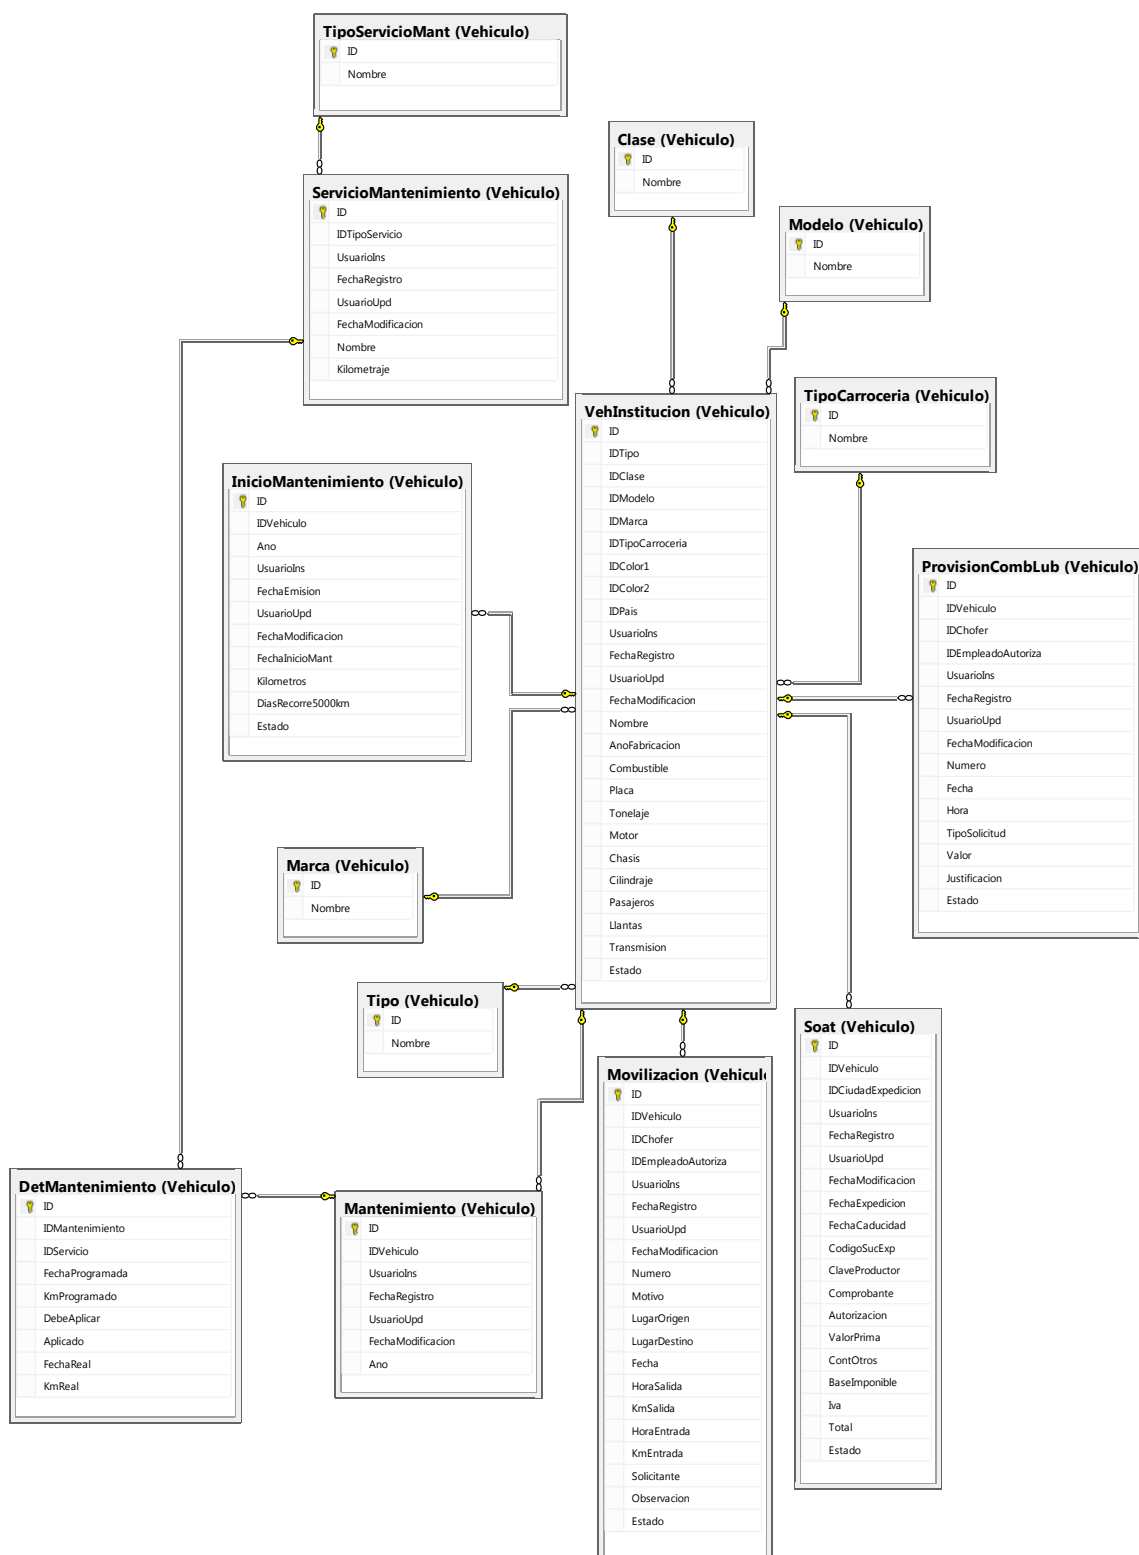 TipoServicioMant (Vehiculo)
ID
Nombre
Clase (Vehiculo)
ID
Nombre
ServicioMantenimiento (Vehiculo)
ID
IDTipoServicio
UsuarioIns
FechaRegistro
UsuarioUpd
FechaModificacion
Nombre
Kilometraje
Modelo (Vehiculo)
ID
Nombre
TipoCarroceria (Vehiculo)
ID
Nombre
VehInstitucion (Vehiculo)
ID
IDTipo
IDClase
IDModelo
IDMarca
IDTipoCarroceria
IDColor1
IDColor2
IDPais
UsuarioIns
FechaRegistro
UsuarioUpd
FechaModificacion
Nombre
AnoFabricacion
Combustible
Placa
Tonelaje
Motor
Chasis
Cilindraje
Pasajeros
Llantas
Transmision
Estado
InicioMantenimiento (Vehiculo)
ID
IDVehiculo
Ano
UsuarioIns
FechaEmision
UsuarioUpd
FechaModificacion
FechaInicioMant
Kilometros
DiasRecorre5000km
Estado
ProvisionCombLub (Vehiculo)
ID
IDVehiculo
IDChofer
IDEmpleadoAutoriza
UsuarioIns
FechaRegistro
UsuarioUpd
FechaModificacion
Numero
Fecha
Hora
TipoSolicitud
Valor
Justificacion
Estado
Marca (Vehiculo)
ID
Nombre
Tipo (Vehiculo)
ID
Nombre
Soat (Vehiculo)
ID
IDVehiculo
IDCiudadExpedicion
UsuarioIns
FechaRegistro
UsuarioUpd
FechaModificacion
FechaExpedicion
FechaCaducidad
CodigoSucExp
ClaveProductor
Comprobante
Autorizacion
ValorPrima
ContOtros
BaseImponible
Iva
Total
Estado
Movilizacion (Vehicul
ID
IDVehiculo
IDChofer
IDEmpleadoAutoriza
UsuarioIns
FechaRegistro
UsuarioUpd
FechaModificacion
Numero
Motivo
LugarOrigen
LugarDestino
Fecha
HoraSalida
KmSalida
HoraEntrada
KmEntrada
Solicitante
Observacion
Estado
DetMantenimiento (Vehiculo)
ID
IDMantenimiento
IDServicio
FechaProgramada
KmProgramado
DebeAplicar
Aplicado
FechaReal
KmReal
Mantenimiento (Vehiculo)
ID
IDVehiculo
UsuarioIns
FechaRegistro
UsuarioUpd
FechaModificacion
Ano